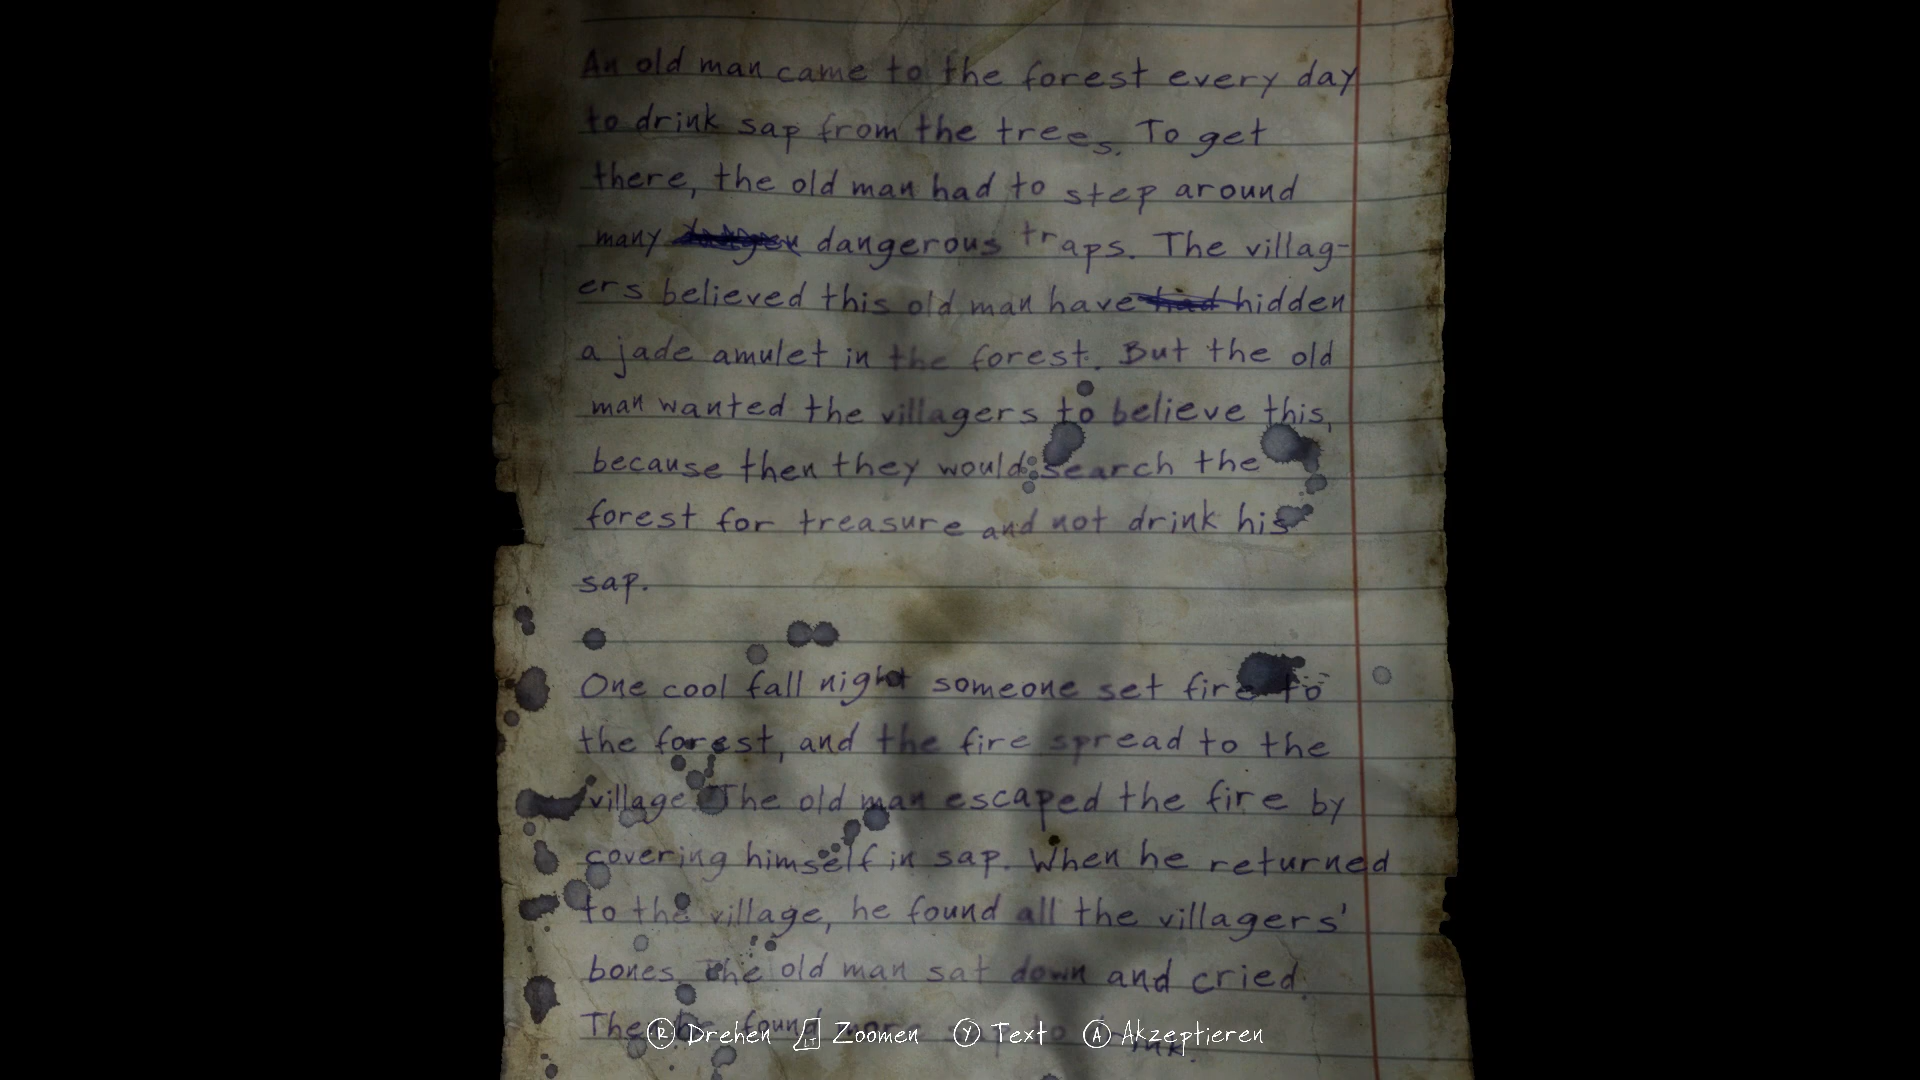 An old man came to the forest every day
to drink sap from the trees. To get
there, the old man had to step around
many dangerous traps. The villag-
ers believed this old man have had hidden
a jade amulet in the forest. But the old
man wanted the villagers to believe this,
because then they would search the
forest for treasure and not drink his
sap.
One cool fall night someone set fire to
the forest, and the fire spread to the
village. The old man escaped the fire by
covering himself in sap. When he returned
to the village, he found all the villagers'
bones. The old man sat down and cried.
found
R Drehen LT Zoomen Y Text A Akzeptieren